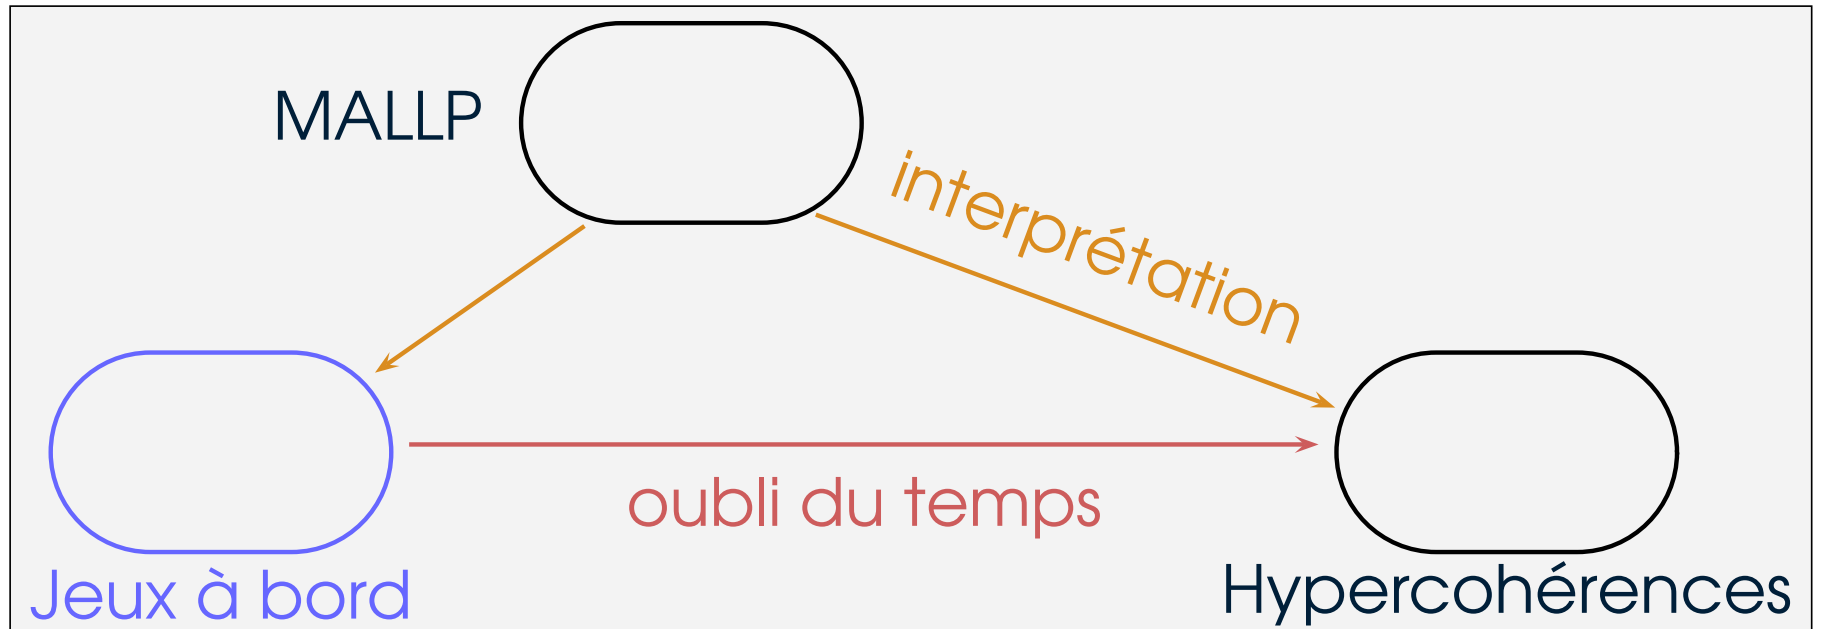 MALLP
interprétation
oubli du temps
Jeux à bord
Hypercohérences